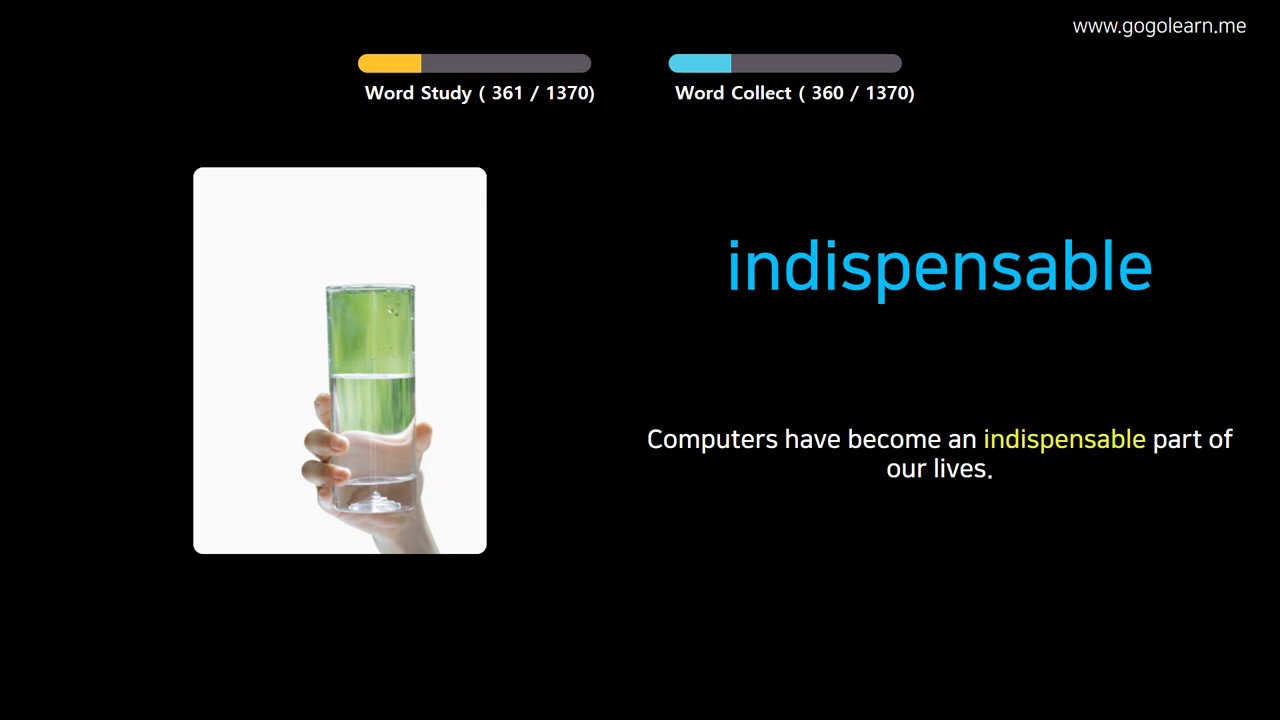 www.gogolearn.me
Word Study ( 361 / 1370)
Word Collect ( 360 / 1370)
indispensable
Computers have become an indispensable part of
our lives.